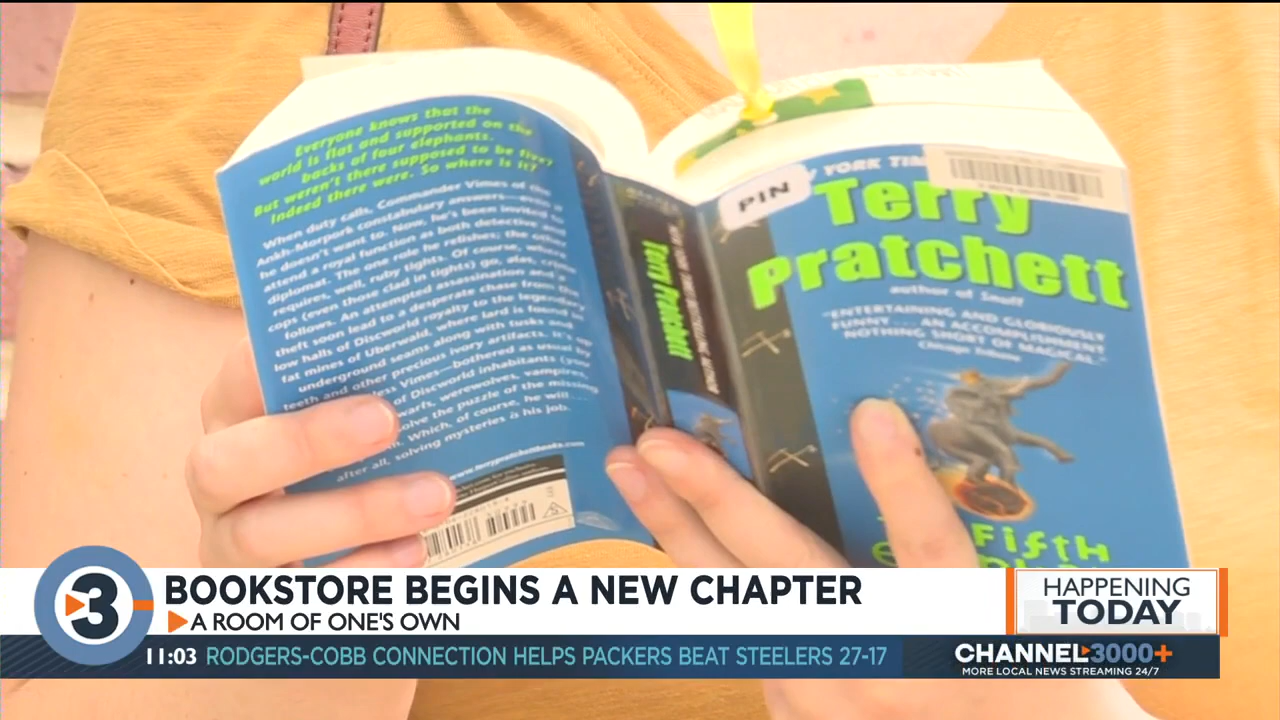 Everyone knows that the
world is flat and supported on the
backs of four elephants.
But weren't there supposed to be five?
Indeed there were. So where is it?
When duty calls, Commander Vimes of the
Ankh-Morpork constabulary answers—even if
he doesn't want to. Now, he's been invited to
attend a royal function as both detective and
diplomat. The one role he relishes; the other
requires, well, ruby tights. Of course, where
cops (even those clad in tights) go, alas, crime
follows. An attempted assassination and a
theft soon lead to a desperate chase from the
low halls of Discworld royalty to the legendary
fat mines of Uberwald, where lard is found in
underground seams along with tusks and
teeth and other precious ivory artifacts. It's up
Vimes—bothered as usual by
of Discworld inhabitants (you
werewolves, vampires,
solve the puzzle of the missing
Which, of course, he will
after all, solving mysteries is his job.
www.terrypratchettbooks.com
Terry Pratchett
PIN
YORK TIM
Terry
Pratchett
author of Snuff
"ENTERTAINING AND GLORIOUSLY
FUNNY... AN ACCOMPLISHMENT
NOTHING SHORT OF MAGICAL."
Chicago Tribune
Fifth
3
BOOKSTORE BEGINS A NEW CHAPTER
A ROOM OF ONE'S OWN
HAPPENING
TODAY
11:03 RODGERS-COBB CONNECTION HELPS PACKERS BEAT STEELERS 27-17
CHANNEL3000+
MORE LOCAL NEWS STREAMING 24/7